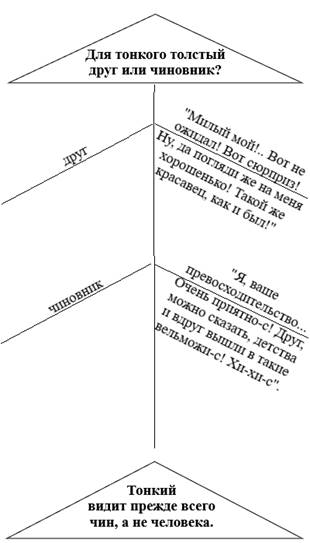 Для тонкого толстый
друг или чиновник?
друг
"Милый мой!.. Вот не
ожидал! Вот сюрприз!
Ну, да погляди же на меня
хорошенько! Такой же
красавец, как и был!"
чиновник
"Я, ваше
превосходительство...
Очень приятно-с! Друг,
можно сказать, детства
и вдруг вышли в такие
вельможи-с! Хи-хи-с".
Тонкий
видит прежде всего
чин, а не человека.